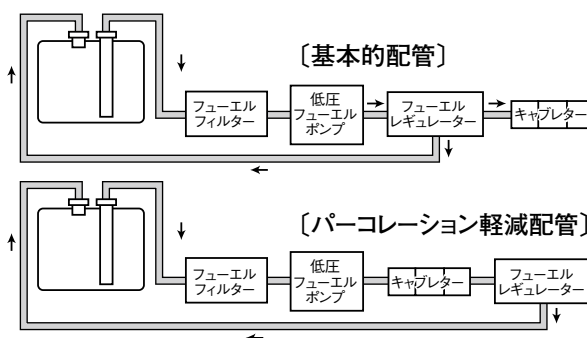 〔基本的配管〕
フューエル
フィルター
低圧
フューエル
ポンプ
フューエル
レギュレーター
キャブレター
〔パーコレーション軽減配管〕
フューエル
フィルター
低圧
フューエル
ポンプ
キャブレター
フューエル
レギュレーター